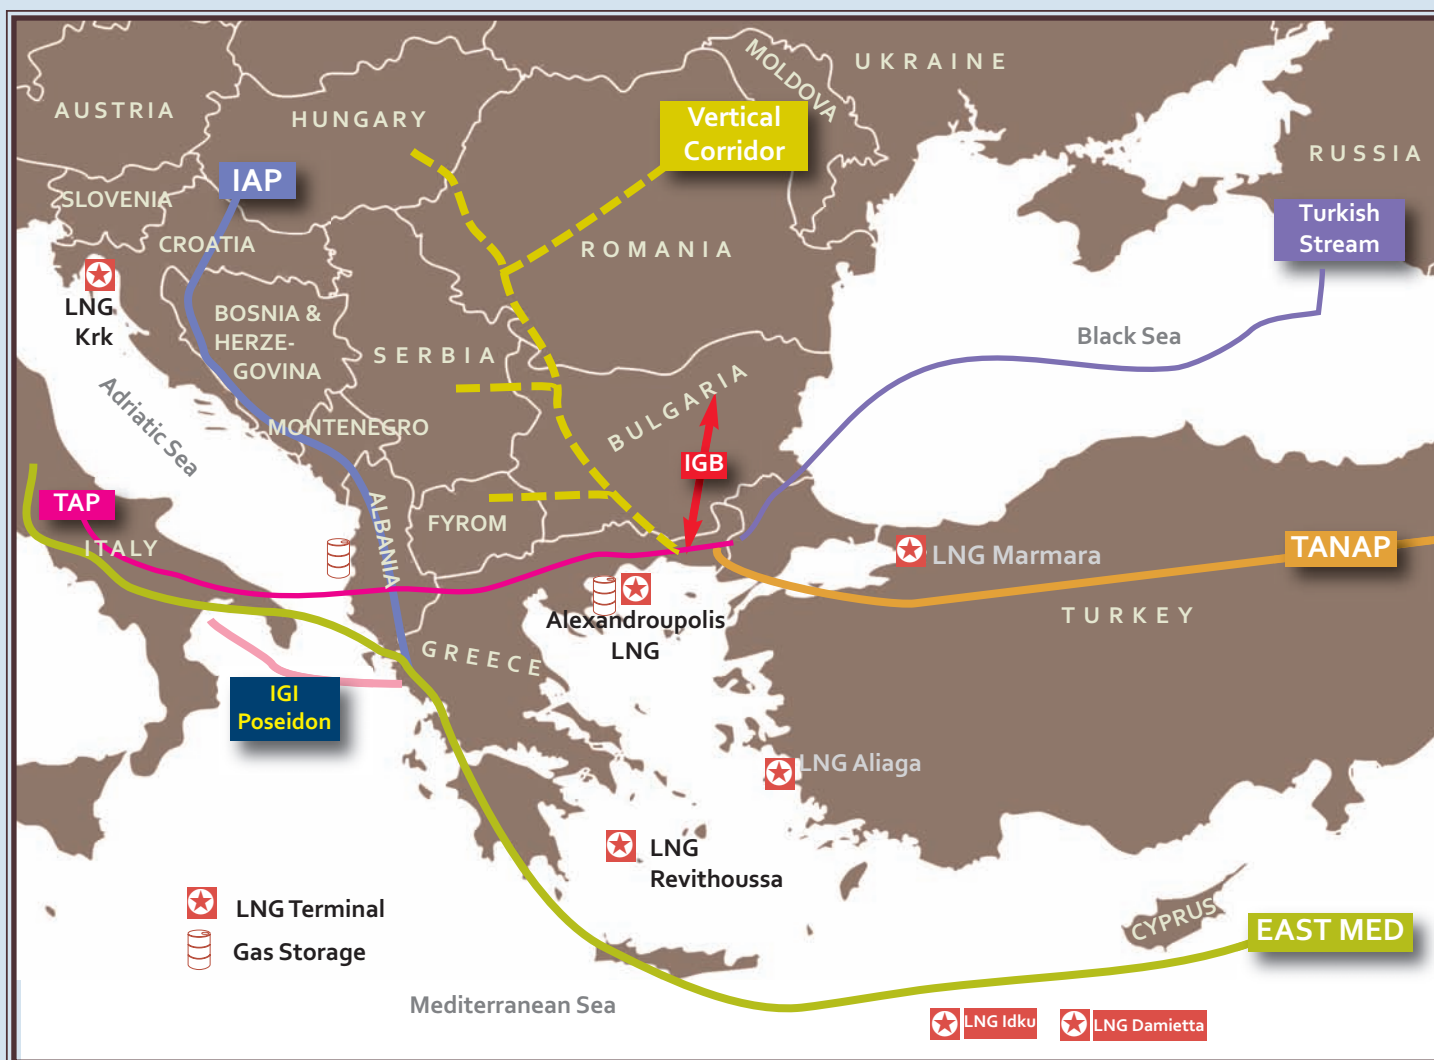 UKRAINE
MOLDOVA
AUSTRIA
HUNGARY
Vertical
Corridor
RUSSIA
IAP
SLOVENIA
CROATIA
ROMANIA
Turkish
Stream
LNG
Krk
BOSNIA &
HERZE-
GOVINA
SERBIA
Black Sea
Adriatic Sea
BULGARIA
MONTENEGRO
IGB
TAP
ALBANIA
FYROM
ITALY
LNG Marmara
TANAP
Alexandroupolis
LNG
TURKEY
GREECE
IGI
Poseidon
LNG Aliaga
LNG
Revithoussa
LNG Terminal
Gas Storage
CYPRUS
EAST MED
Mediterranean Sea
LNG Idku
LNG Damietta